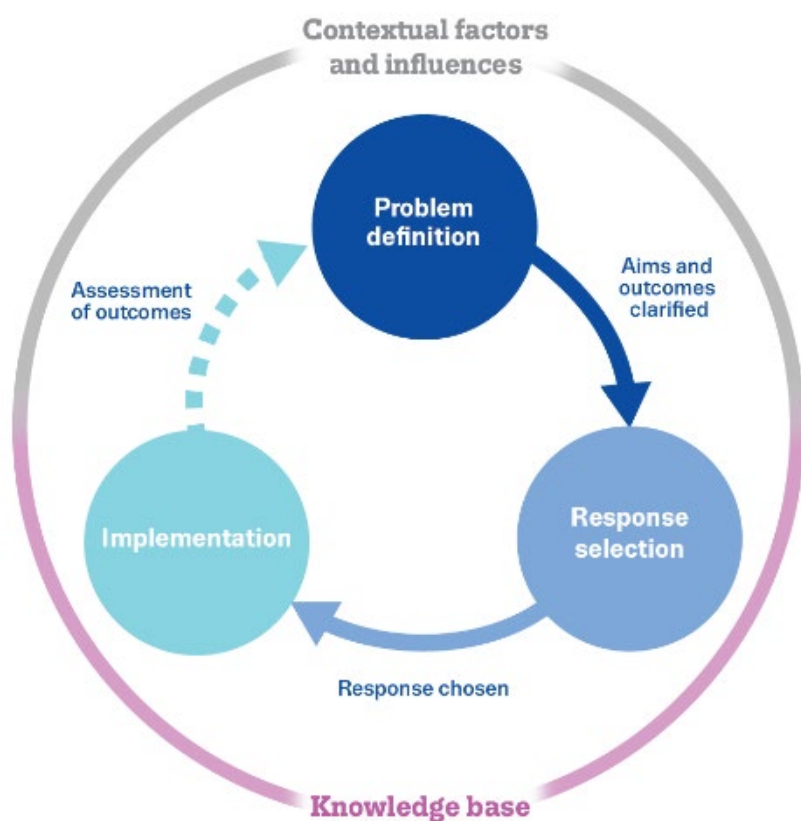 Contextual factors
and influences
Problem
definition
Aims and
outcomes
clarified
Assessment
of outcomes
Response
selection
Implementation
Response chosen
Knowledge base